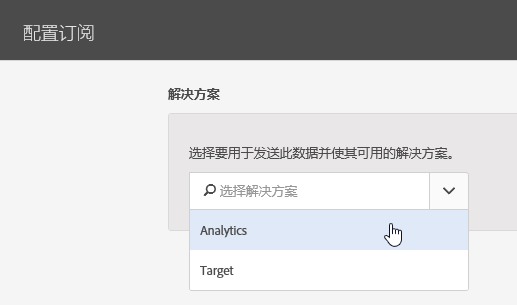 配置订阅
解决方案
选择要用于发送此数据并使其可用的解决方案。
选择解决方案
Analytics
Target